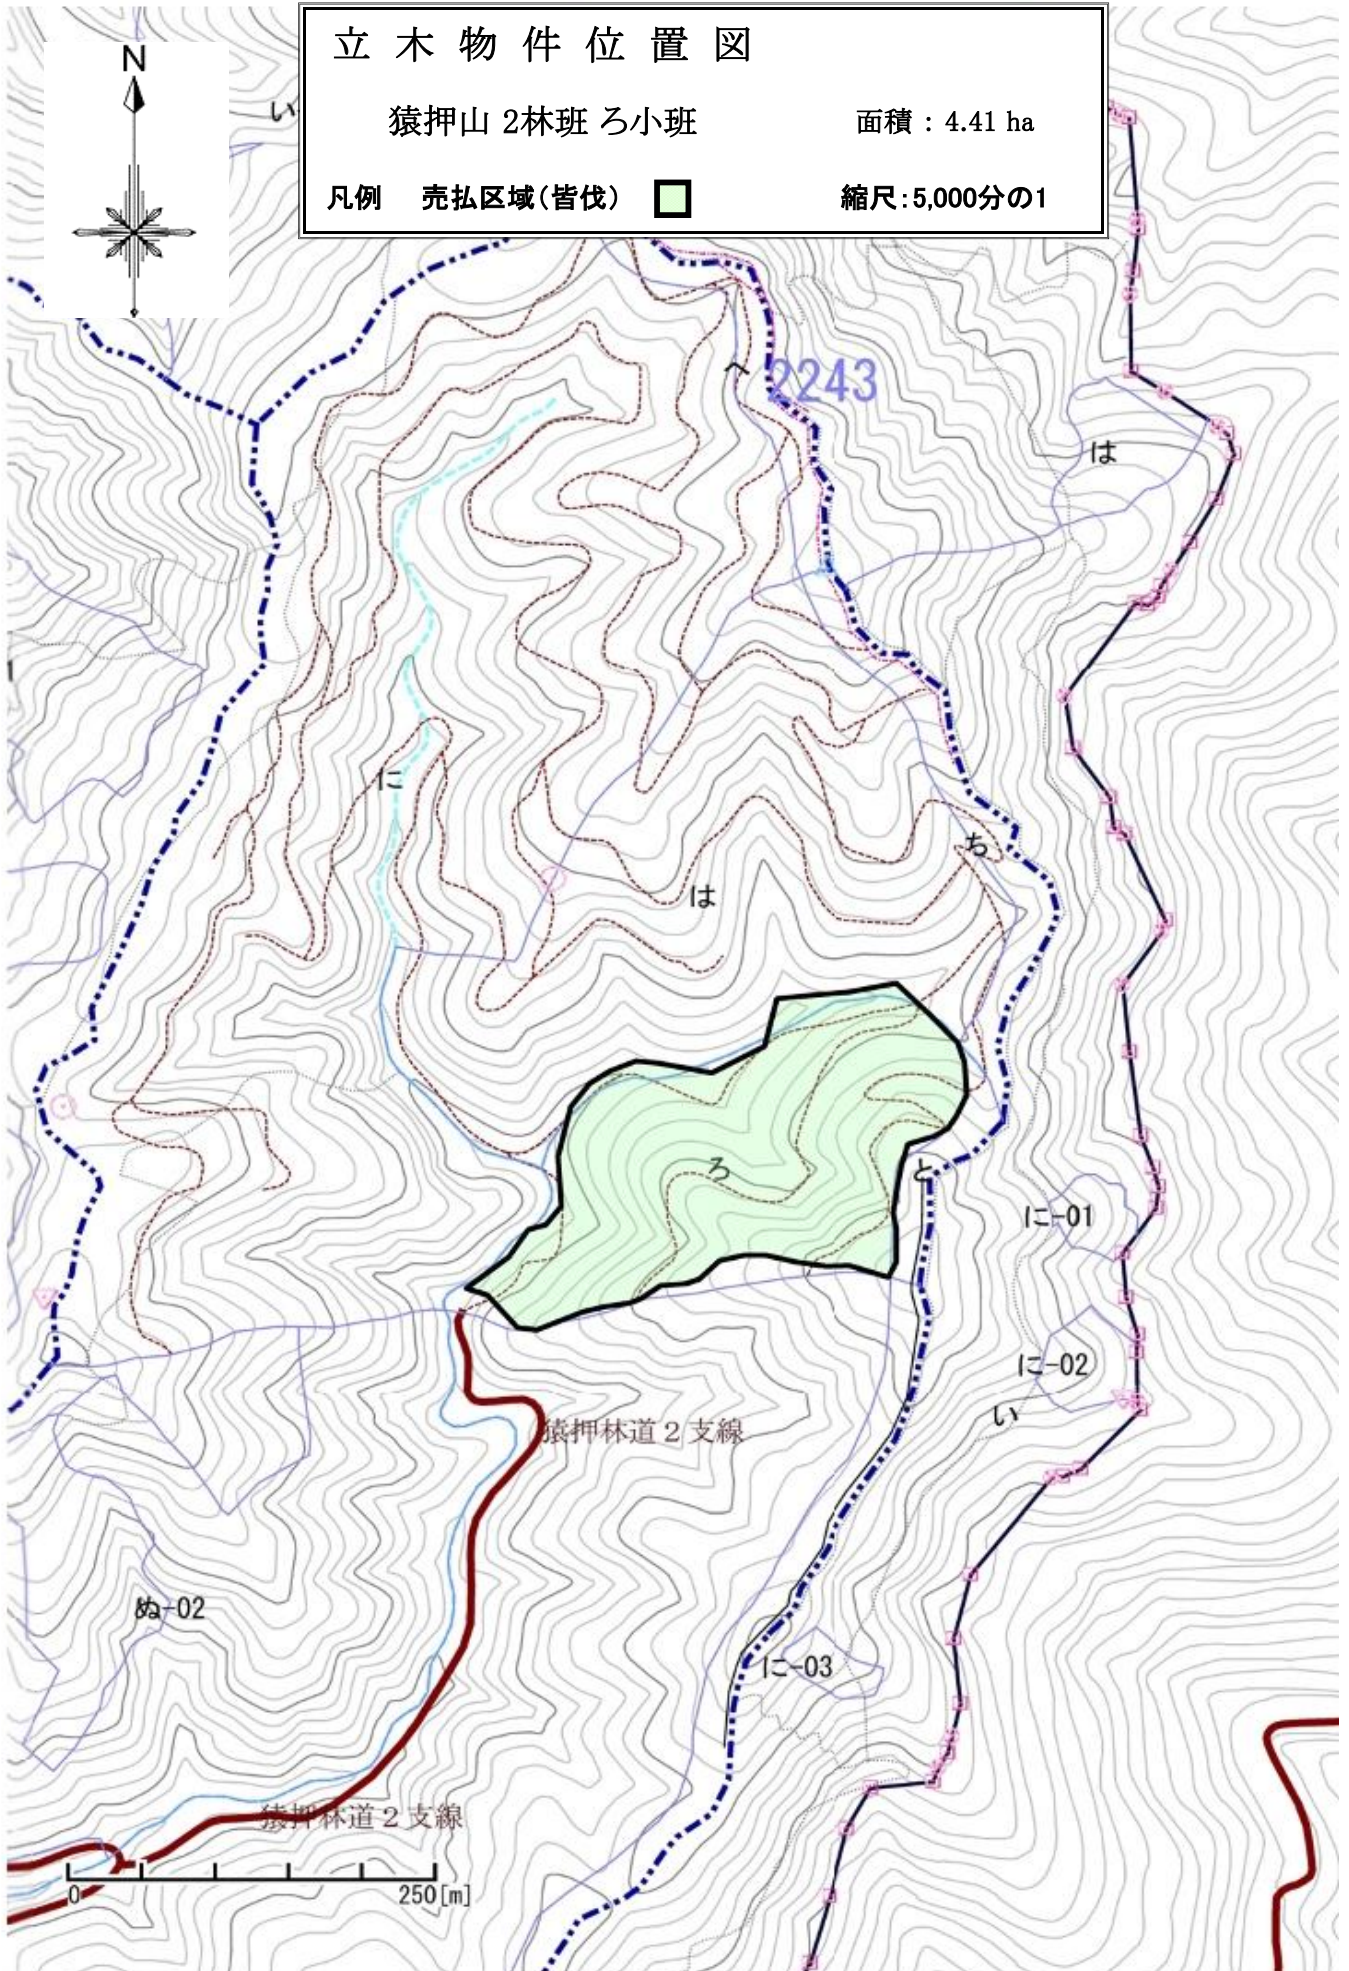 立木物件位置図
猿押山 2林班 ろ小班 面積：4.41 ha
凡例 売払区域（皆伐） 縮尺：5,000分の1
N
い
へ
2243
は
に
ち
は
ろ
と
に-01
に-02
い
猿押林道2支線
ぬ-02
に-03
猿押林道2支線
0 250[m]